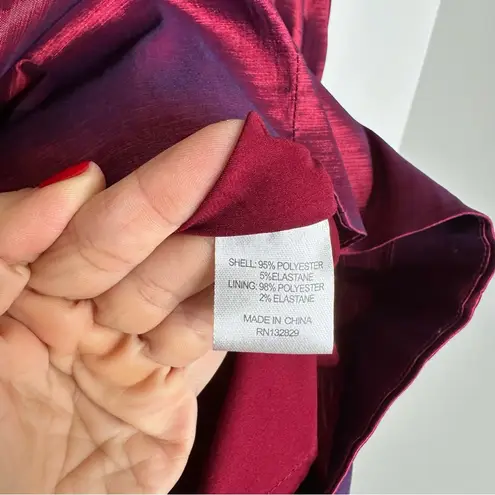 SHELL: 95% POLYESTER
5%ELASTANE
LINING: 98% POLYESTER
2% ELASTANE
MADE IN CHINA
RN132829